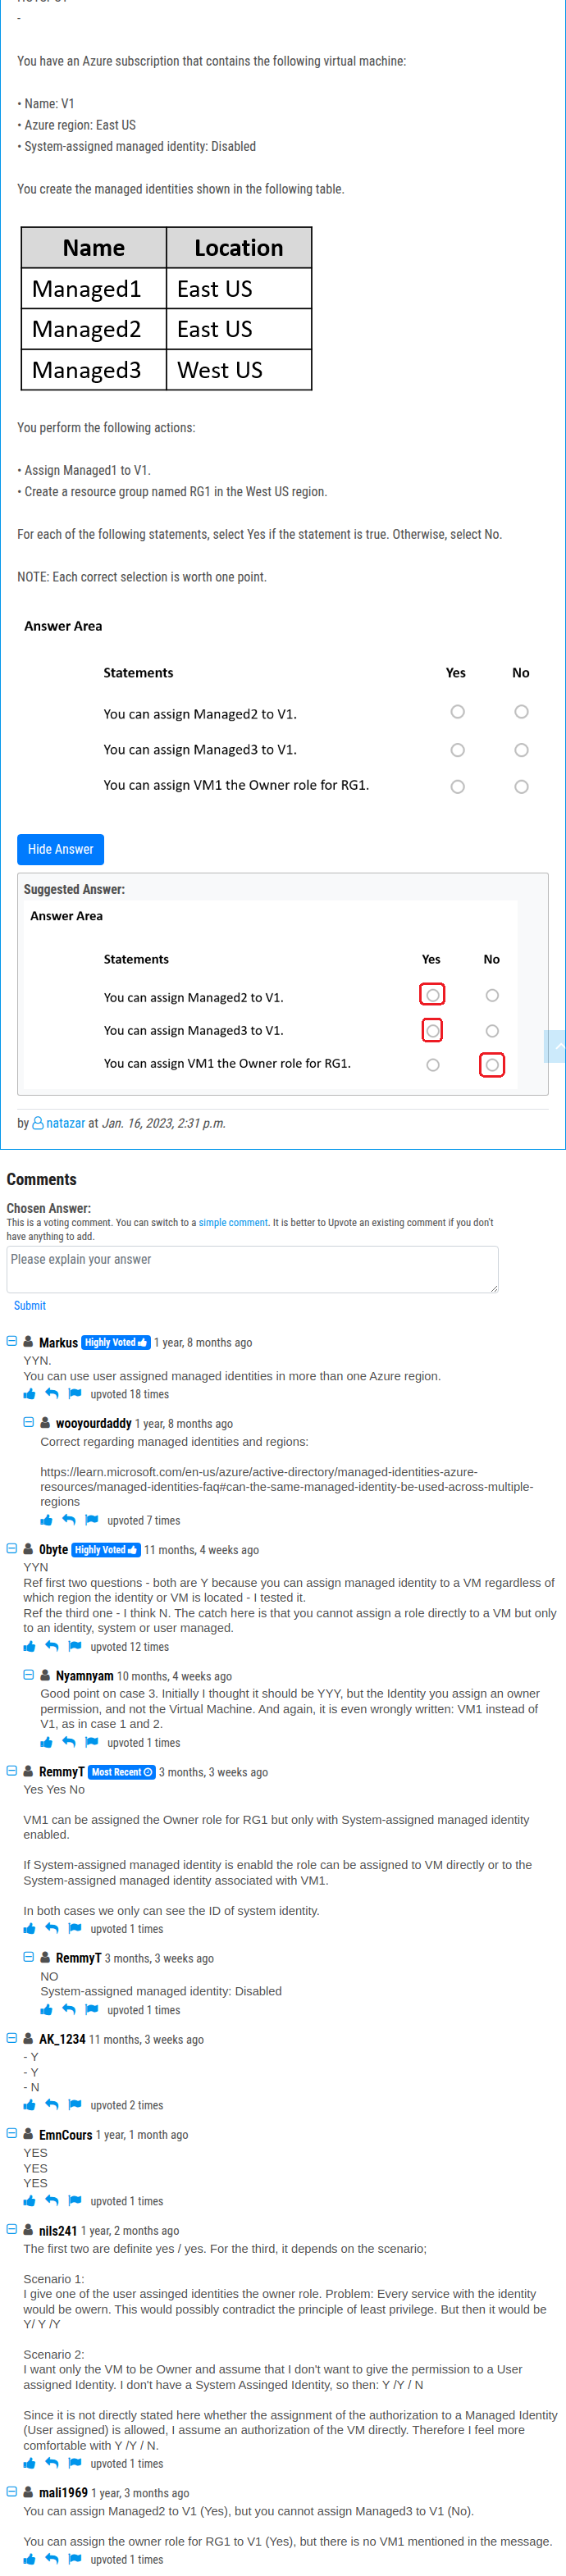 -
You have an Azure subscription that contains the following virtual machine:
• Name: V1
• Azure region: East US
• System-assigned managed identity: Disabled
You create the managed identities shown in the following table.
Name Location
Managed1 East US
Managed2 East US
Managed3 West US
You perform the following actions:
• Assign Managed1 to V1.
• Create a resource group named RG1 in the West US region.
For each of the following statements, select Yes if the statement is true. Otherwise, select No.
NOTE: Each correct selection is worth one point.
Answer Area
Statements Yes No
You can assign Managed2 to V1.
You can assign Managed3 to V1.
You can assign VM1 the Owner role for RG1.
Hide Answer
Suggested Answer:
Answer Area
Statements Yes No
You can assign Managed2 to V1.
You can assign Managed3 to V1.
You can assign VM1 the Owner role for RG1.
by natazar at Jan. 16, 2023, 2:31 p.m.
Comments
Chosen Answer:
This is a voting comment. You can switch to a simple comment. It is better to Upvote an existing comment if you don't
have anything to add.
Please explain your answer
Submit
Markus Highly Voted 1 year, 8 months ago
YYN.
You can use user assigned managed identities in more than one Azure region.
upvoted 18 times
wooyourdaddy 1 year, 8 months ago
Correct regarding managed identities and regions:
https://learn.microsoft.com/en-us/azure/active-directory/managed-identities-azure-
resources/managed-identities-faq#can-the-same-managed-identity-be-used-across-multiple-
regions
upvoted 7 times
0byte Highly Voted 11 months, 4 weeks ago
YYN
Ref first two questions - both are Y because you can assign managed identity to a VM regardless of
which region the identity or VM is located - I tested it.
Ref the third one - I think N. The catch here is that you cannot assign a role directly to a VM but only
to an identity, system or user managed.
upvoted 12 times
Nyamnyam 10 months, 4 weeks ago
Good point on case 3. Initially I thought it should be YYY, but the Identity you assign an owner
permission, and not the Virtual Machine. And again, it is even wrongly written: VM1 instead of
V1, as in case 1 and 2.
upvoted 1 times
RemmyT Most Recent 3 months, 3 weeks ago
Yes Yes No
VM1 can be assigned the Owner role for RG1 but only with System-assigned managed identity
enabled.
If System-assigned managed identity is enabld the role can be assigned to VM directly or to the
System-assigned managed identity associated with VM1.
In both cases we only can see the ID of system identity.
upvoted 1 times
RemmyT 3 months, 3 weeks ago
NO
System-assigned managed identity: Disabled
upvoted 1 times
AK_1234 11 months, 3 weeks ago
- Y
- Y
- N
upvoted 2 times
EmnCours 1 year, 1 month ago
YES
YES
YES
upvoted 1 times
nils241 1 year, 2 months ago
The first two are definite yes / yes. For the third, it depends on the scenario;
Scenario 1:
I give one of the user assinged identities the owner role. Problem: Every service with the identity
would be owern. This would possibly contradict the principle of least privilege. But then it would be
Y/ Y /Y
Scenario 2:
I want only the VM to be Owner and assume that I don't want to give the permission to a User
assigned Identity. I don't have a System Assinged Identity, so then: Y /Y / N
Since it is not directly stated here whether the assignment of the authorization to a Managed Identity
(User assigned) is allowed, I assume an authorization of the VM directly. Therefore I feel more
comfortable with Y /Y / N.
upvoted 1 times
mali1969 1 year, 3 months ago
You can assign Managed2 to V1 (Yes), but you cannot assign Managed3 to V1 (No).
You can assign the owner role for RG1 to V1 (Yes), but there is no VM1 mentioned in the message.
upvoted 1 times